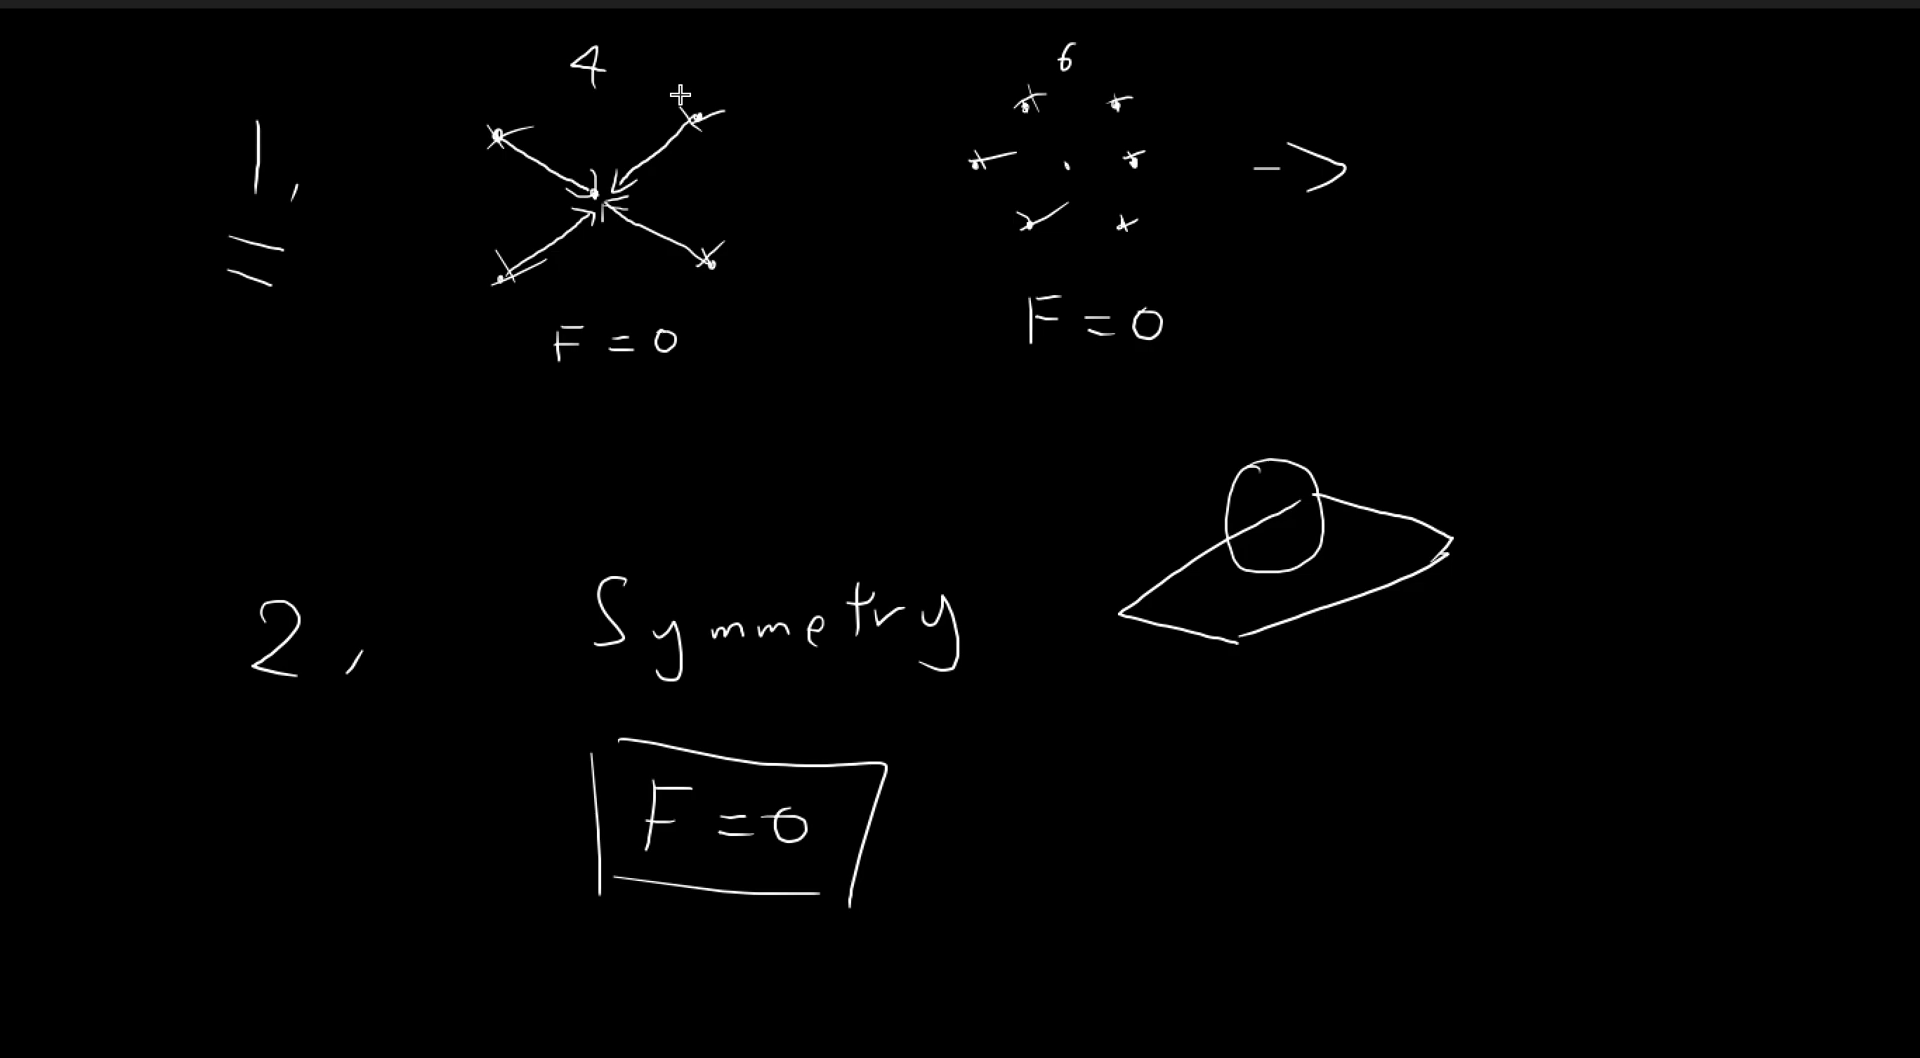 4
6
1,
F = 0
F = 0
2, Symmetry
F = 0